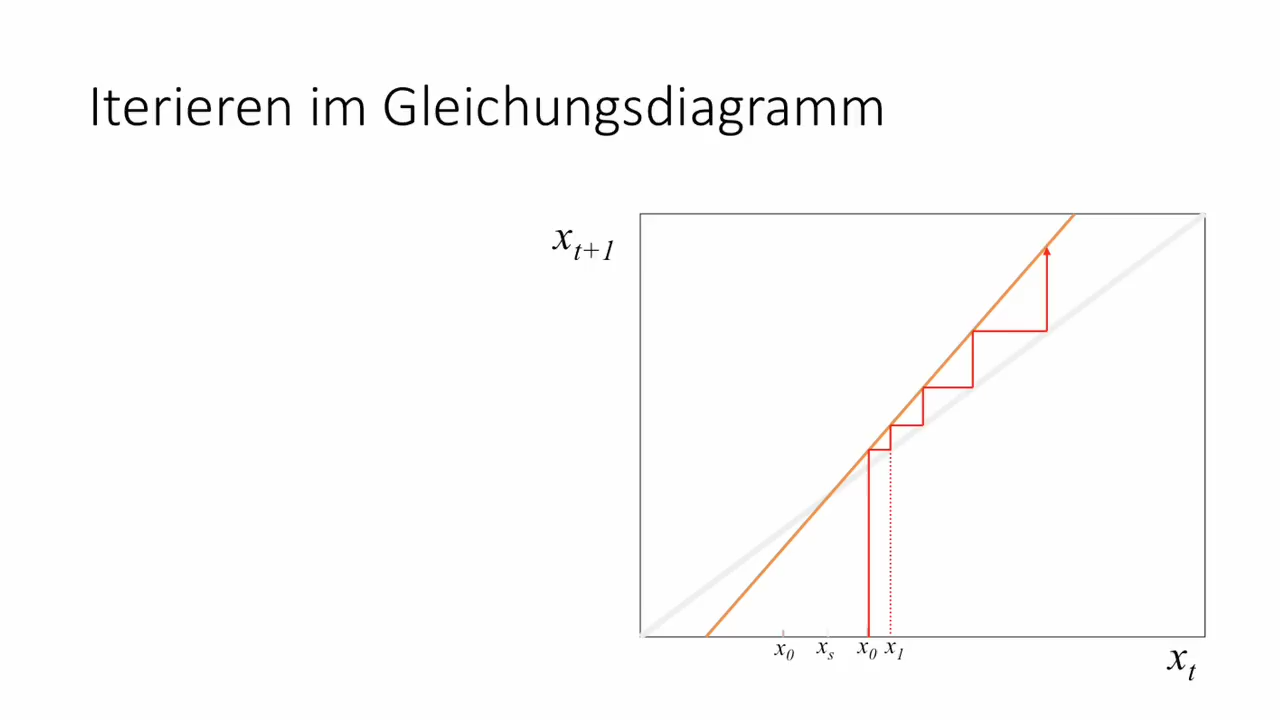 Iterieren im Gleichungsdiagramm
x_{t+1}
x_0 x_s x_0 x_1
x_t